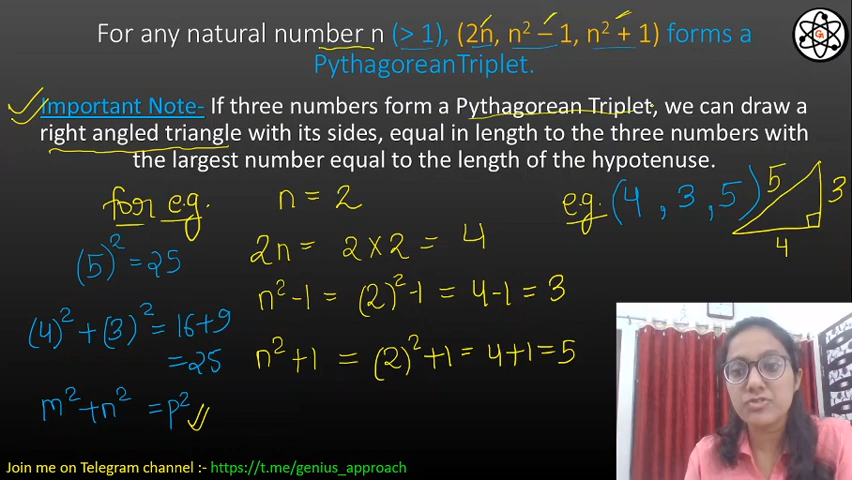 For any natural number n (> 1), (2n, n² – 1, n² + 1) forms a
PythagoreanTriplet.
Important Note- If three numbers form a Pythagorean Triplet, we can draw a
right angled triangle with its sides, equal in length to the three numbers with
the largest number equal to the length of the hypotenuse.
for e.g.
(5)² = 25
(4)² + (3)² = 16+9
= 25
m² + n² = p²
n = 2
2n = 2 × 2 = 4
n² - 1 = (2)² - 1 = 4 - 1 = 3
n² + 1 = (2)² + 1 = 4 + 1 = 5
e.g. (4, 3, 5)
5
3
4
Join me on Telegram channel :- https://t.me/genius_approach